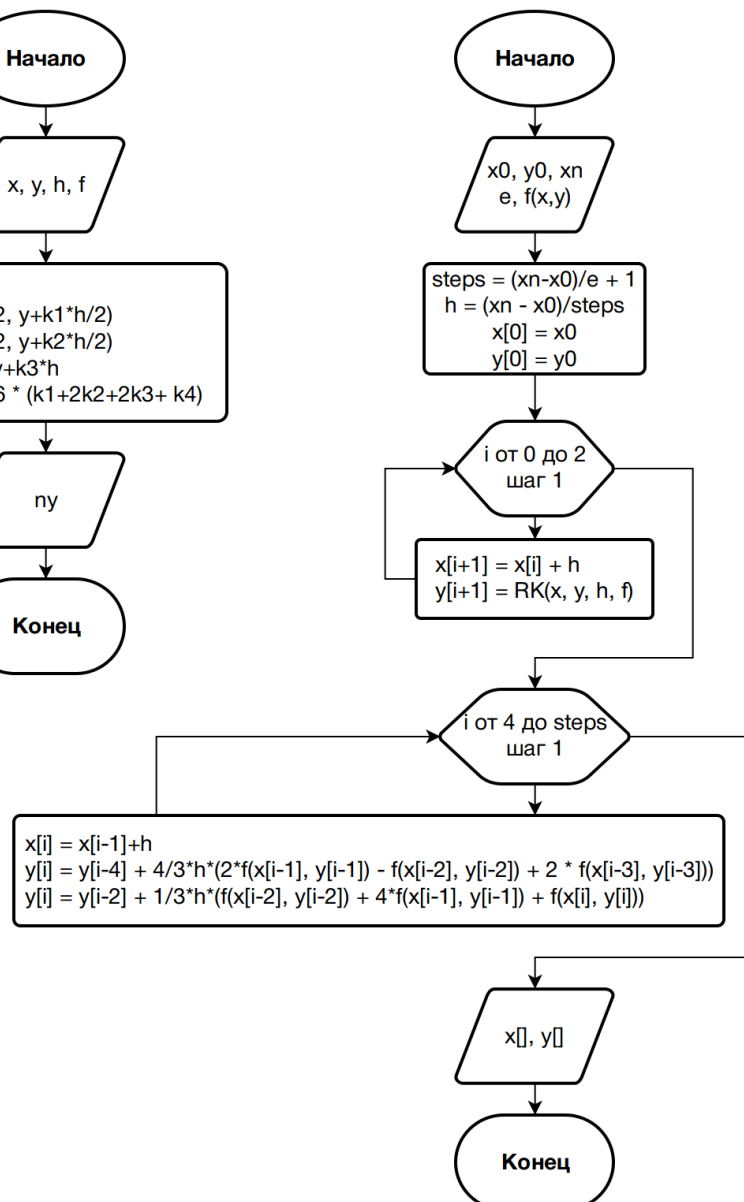 Начало
x, y, h, f
2, y+k1*h/2)
2, y+k2*h/2)
y+k3*h
6 * (k1+2k2+2k3+ k4)
ny
Конец
Начало
x0, y0, xn
e, f(x,y)
steps = (xn-x0)/e + 1
h = (xn - x0)/steps
x[0] = x0
y[0] = y0
i от 0 до 2
шаг 1
x[i+1] = x[i] + h
y[i+1] = RK(x, y, h, f)
i от 4 до steps
шаг 1
x[i] = x[i-1]+h
y[i] = y[i-4] + 4/3*h*(2*f(x[i-1], y[i-1]) - f(x[i-2], y[i-2]) + 2 * f(x[i-3], y[i-3]))
y[i] = y[i-2] + 1/3*h*(f(x[i-2], y[i-2]) + 4*f(x[i-1], y[i-1]) + f(x[i], y[i]))
x[], y[]
Конец